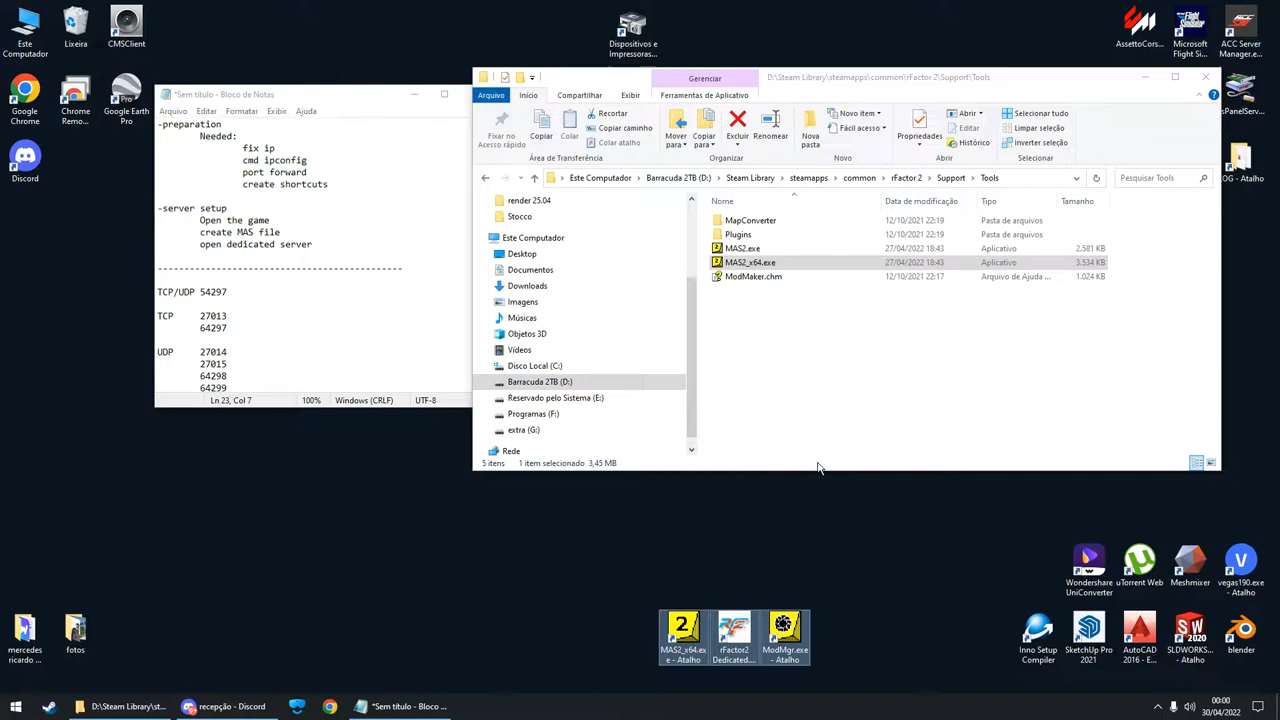 Este
Computador
Lixeira
CMSClient
Google
Chrome
Chrome
Remo...
Google Earth
Pro
Discord
Dispositivos e
Impressoras...
AssettoCors...
Microsoft
Flight Si...
ACC Server
Manager.e...
sPanelServ...
OG - Atalho
*Sem título - Bloco de Notas
Arquivo Editar Formatar Exibir Ajuda
-preparation
Needed:
fix ip
cmd ipconfig
port forward
create shortcuts
-server setup
Open the game
create MAS file
open dedicated server
----------------------------------------
TCP/UDP 54297
TCP 27013
64297
UDP 27014
27015
64298
64299
Ln 23, Col 7 100% Windows (CRLF) UTF-8
Gerenciar D:\Steam Library\steamapps\common\rFactor 2\Support\Tools
Arquivo Início Compartilhar Exibir Ferramentas de Aplicativo
Fixar no
Acesso rápido
Copiar
Colar
Recortar
Copiar caminho
Colar atalho
Área de Transferência
Mover
para
Copiar
para
Excluir
Renomear
Organizar
Nova
pasta
Novo item
Fácil acesso
Novo
Propriedades
Abrir
Editar
Histórico
Abrir
Selecionar tudo
Limpar seleção
Inverter seleção
Selecionar
Este Computador Barracuda 2TB (D:) Steam Library steamapps common rFactor 2 Support Tools
Pesquisar Tools
render 25.04
Stocco
Este Computador
Desktop
Documentos
Downloads
Imagens
Músicas
Objetos 3D
Vídeos
Disco Local (C:)
Barracuda 2TB (D:)
Reservado pelo Sistema (E:)
Programas (F:)
extra (G:)
Rede
Nome Data de modificação Tipo Tamanho
MapConverter 12/10/2021 22:19 Pasta de arquivos
Plugins 12/10/2021 22:19 Pasta de arquivos
MAS2.exe 27/04/2022 18:43 Aplicativo 2.581 KB
MAS2_x64.exe 27/04/2022 18:43 Aplicativo 3.534 KB
ModMaker.chm 12/10/2021 22:17 Arquivo de Ajuda ... 1.024 KB
5 itens 1 item selecionado 3,45 MB
Wondershare
UniConverter
uTorrent Web
Meshmixer
vegas190.exe
- Atalho
mercedes
ricardo ...
fotos
2
MAS2_x64.ex
e - Atalho
rFactor2
Dedicated....
ModMgr.exe
- Atalho
Inno Setup
Compiler
SketchUp Pro
2021
AutoCAD
2016 - E...
SW
2020
SLDWORKS...
- Atalho
blender
D:\Steam Library\st...
recepção - Discord
*Sem título - Bloco ...
00:00
30/04/2022